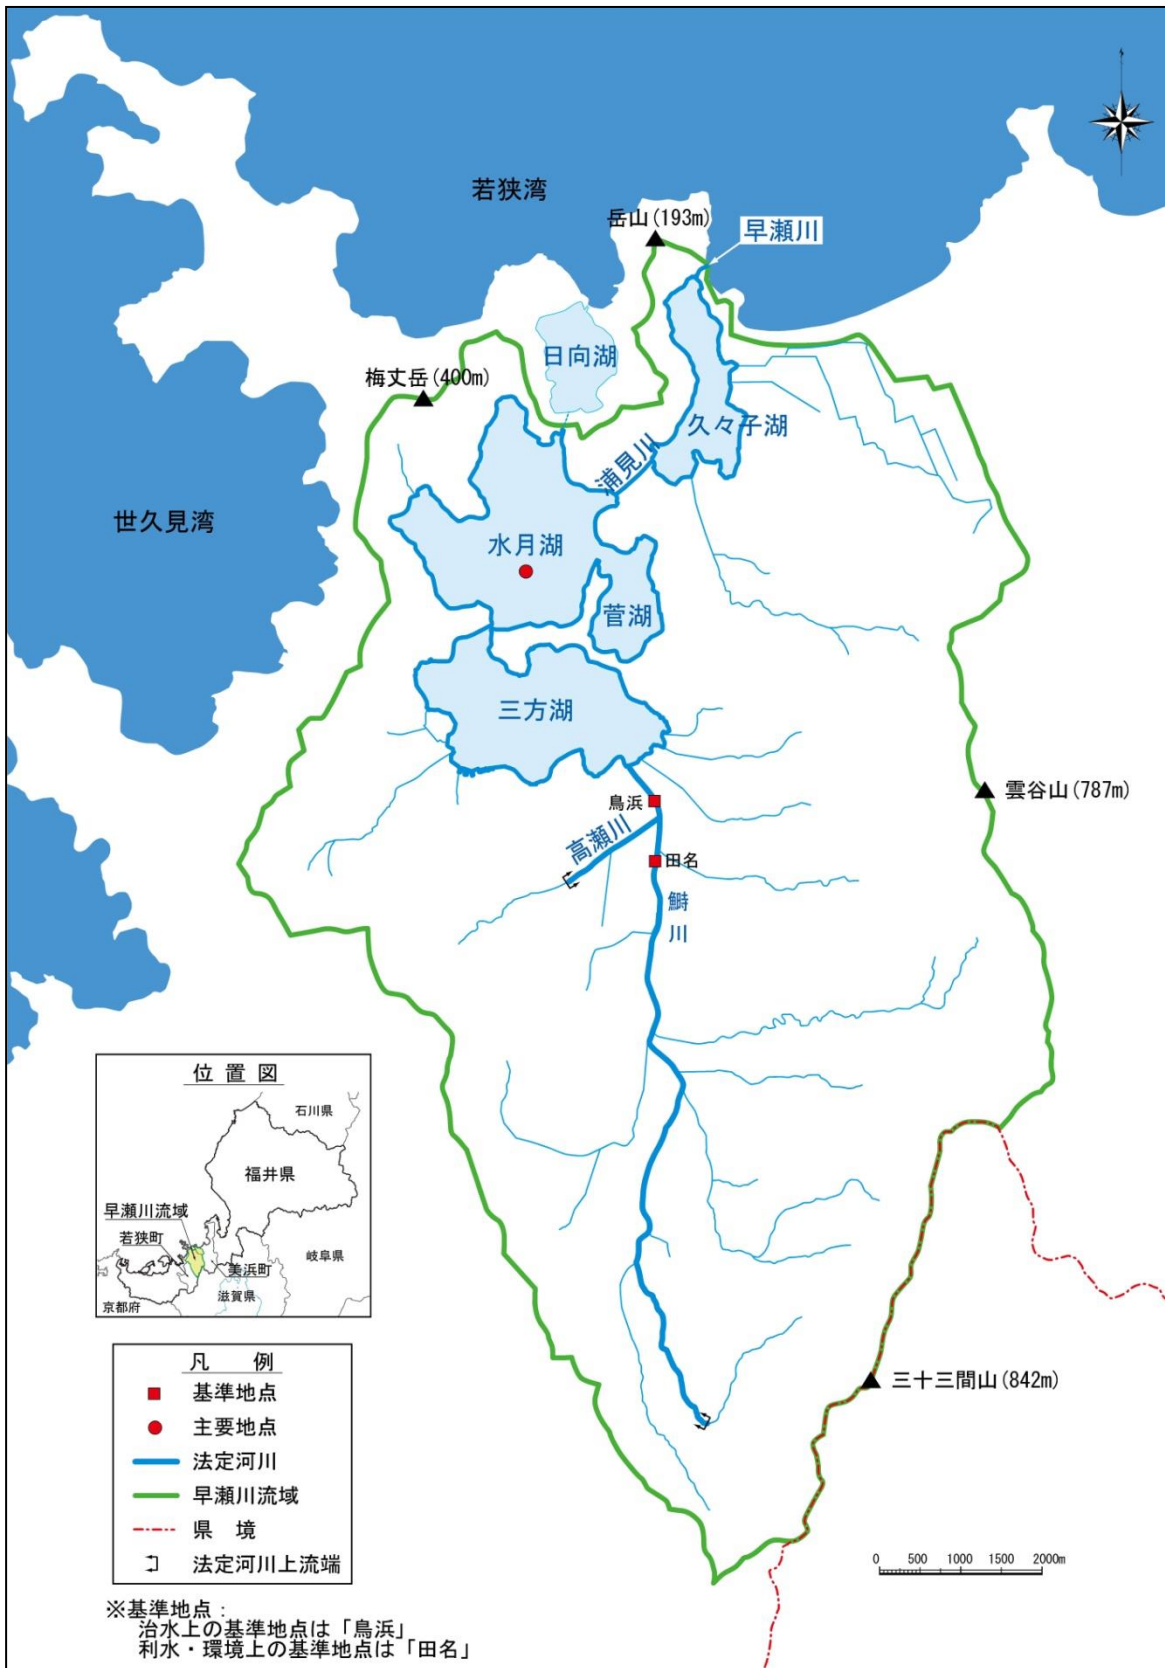 若狭湾
岳山(193m)
早瀬川
日向湖
梅丈岳(400m)
久々子湖
浦見川
世久見湾
水月湖
菅湖
三方湖
雲谷山(787m)
鳥浜
高瀬川
田名
鰣川
位置図
石川県
福井県
早瀬川流域
若狭町
岐阜県
美浜町
滋賀県
京都府
凡　例
基準地点
主要地点
法定河川
早瀬川流域
県　境
法定河川上流端
三十三間山(842m)
0 500 1000 1500 2000m
※基準地点：
治水上の基準地点は「鳥浜」
利水・環境上の基準地点は「田名」